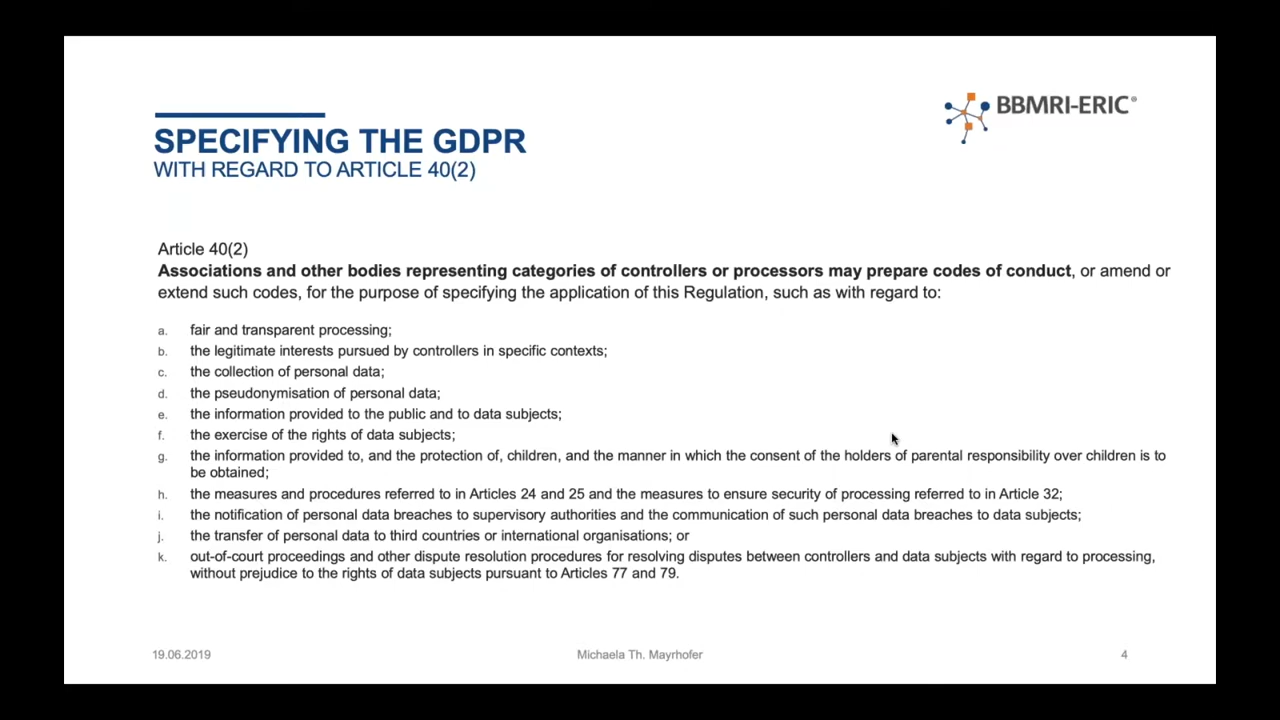 BBMRI-ERIC®
SPECIFYING THE GDPR
WITH REGARD TO ARTICLE 40(2)
Article 40(2)
Associations and other bodies representing categories of controllers or processors may prepare codes of conduct, or amend or
extend such codes, for the purpose of specifying the application of this Regulation, such as with regard to:
a. fair and transparent processing;
b. the legitimate interests pursued by controllers in specific contexts;
c. the collection of personal data;
d. the pseudonymisation of personal data;
e. the information provided to the public and to data subjects;
f. the exercise of the rights of data subjects;
g. the information provided to, and the protection of, children, and the manner in which the consent of the holders of parental responsibility over children is to
be obtained;
h. the measures and procedures referred to in Articles 24 and 25 and the measures to ensure security of processing referred to in Article 32;
i. the notification of personal data breaches to supervisory authorities and the communication of such personal data breaches to data subjects;
j. the transfer of personal data to third countries or international organisations; or
k. out-of-court proceedings and other dispute resolution procedures for resolving disputes between controllers and data subjects with regard to processing,
without prejudice to the rights of data subjects pursuant to Articles 77 and 79.
19.06.2019
Michaela Th. Mayrhofer
4